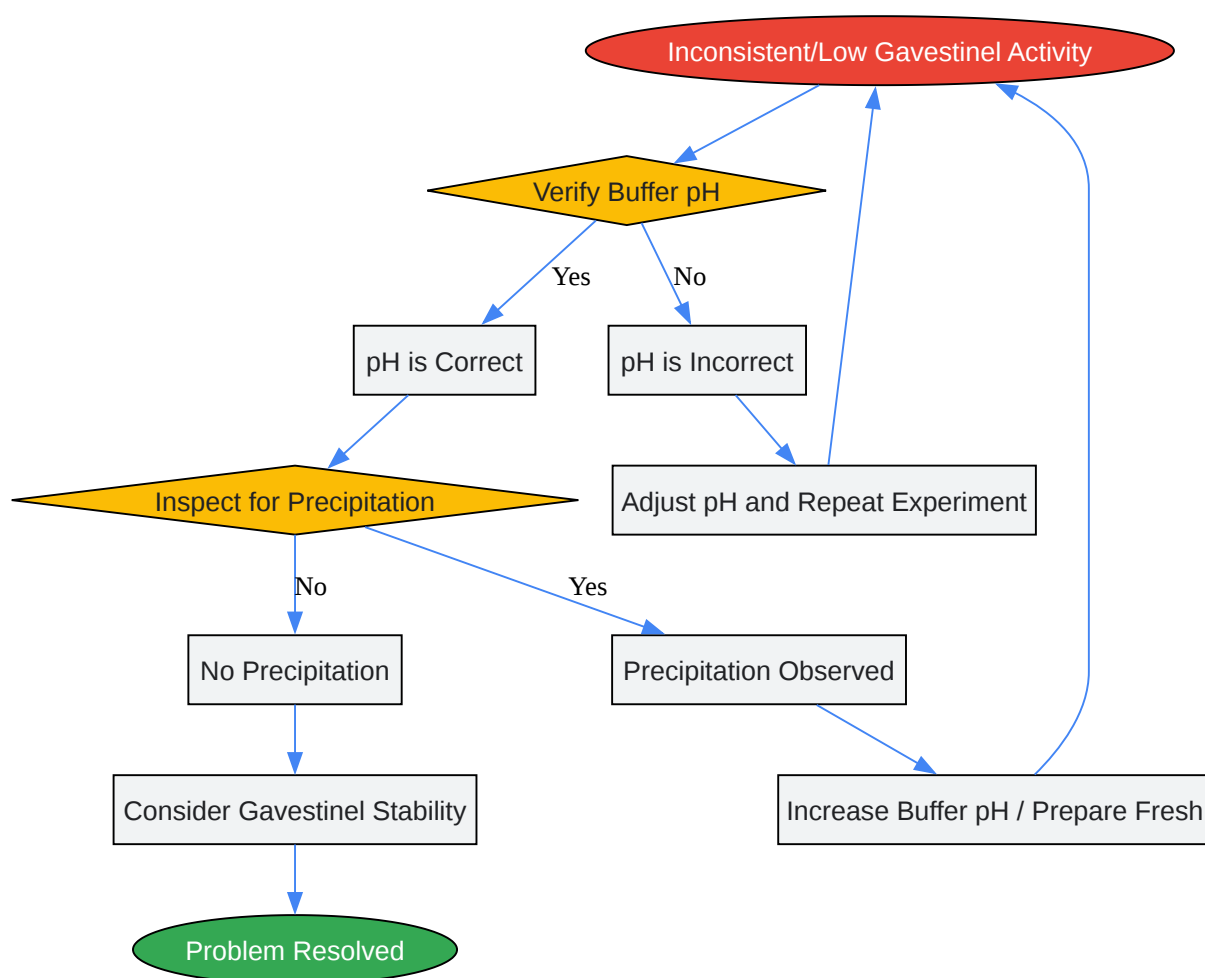 Inconsistent/Low Gavestinel Activity
Verify Buffer pH
Yes
No
pH is Correct
pH is Incorrect
Inspect for Precipitation
Adjust pH and Repeat Experiment
No
Yes
No Precipitation
Precipitation Observed
Consider Gavestinel Stability
Increase Buffer pH / Prepare Fresh
Problem Resolved